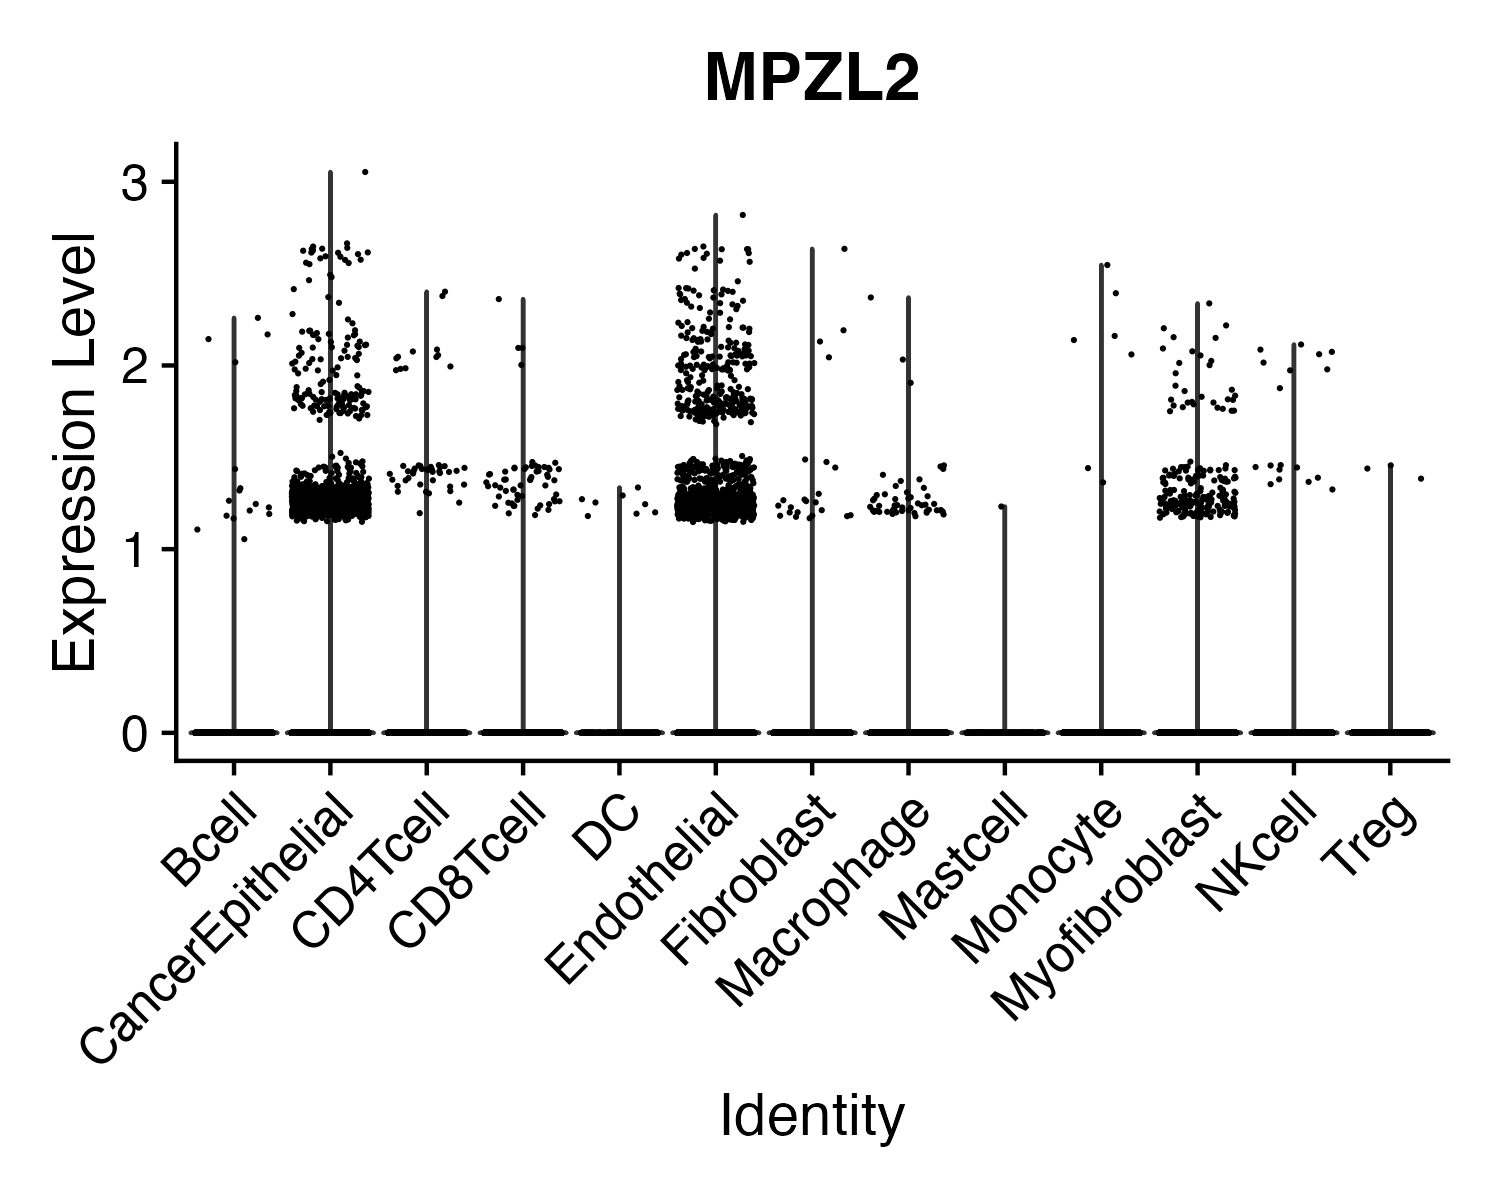 MPZL2
Expression Level
3
2
1
0
Bcell
CancerEpithelial
CD4Tcell
CD8Tcell
DC
Endothelial
Fibroblast
Macrophage
Mastcell
Monocyte
Myofibroblast
NKcell
Treg
Identity